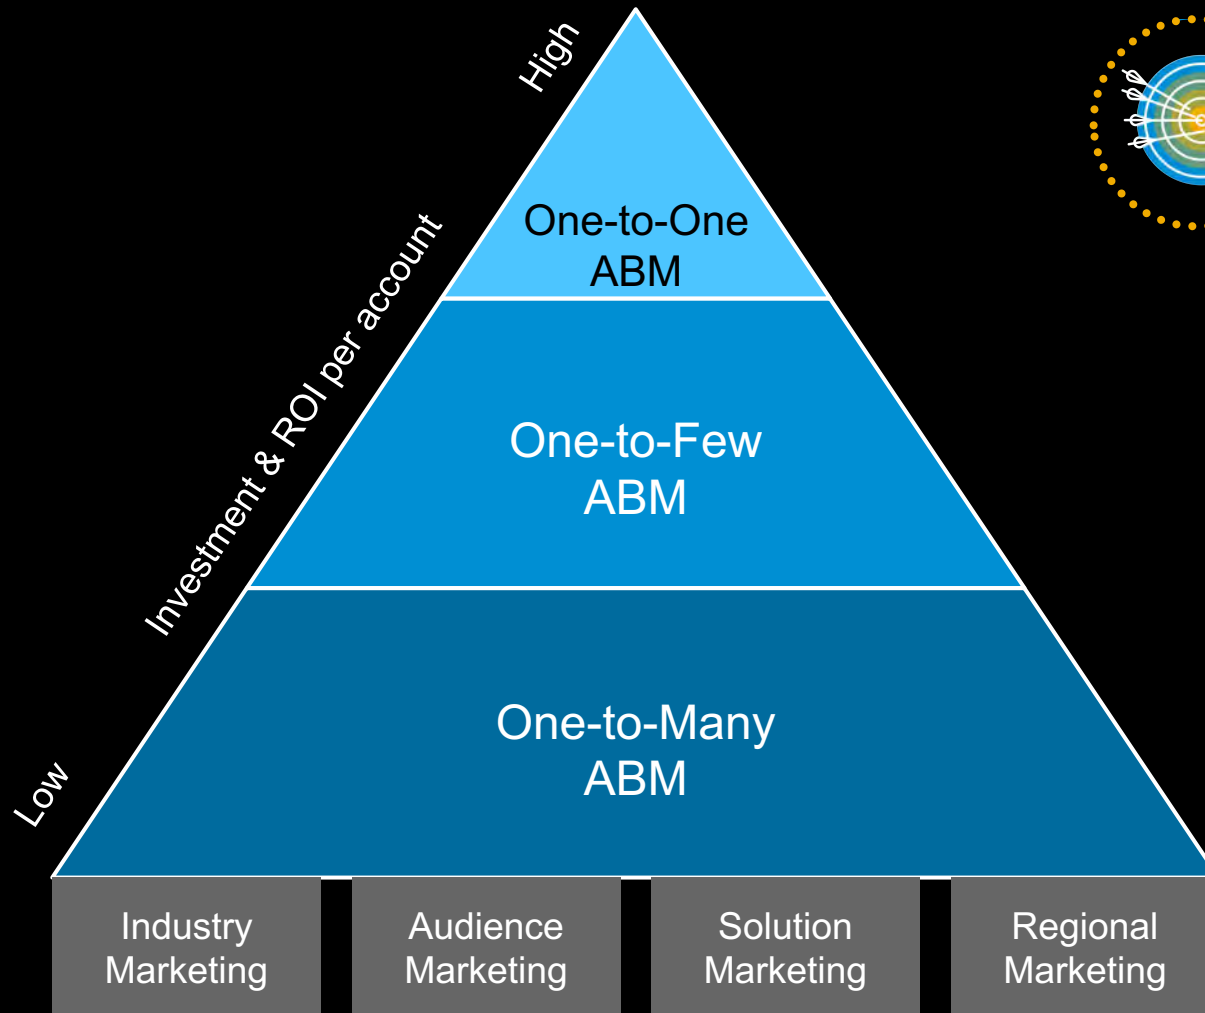 High
Investment & ROI per account
Low
One-to-One
ABM
One-to-Few
ABM
One-to-Many
ABM
Industry
Marketing
Audience
Marketing
Solution
Marketing
Regional
Marketing